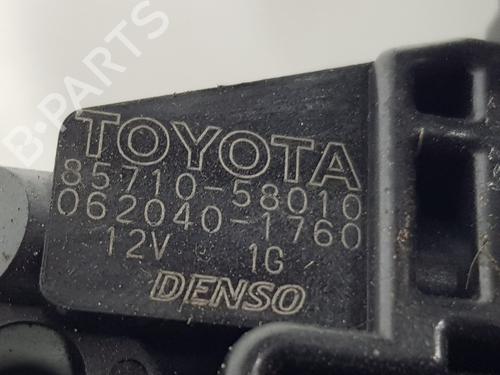 TOYOTA
85710-58010
062040-1760
12V 1G
DENSO
B-PARTS